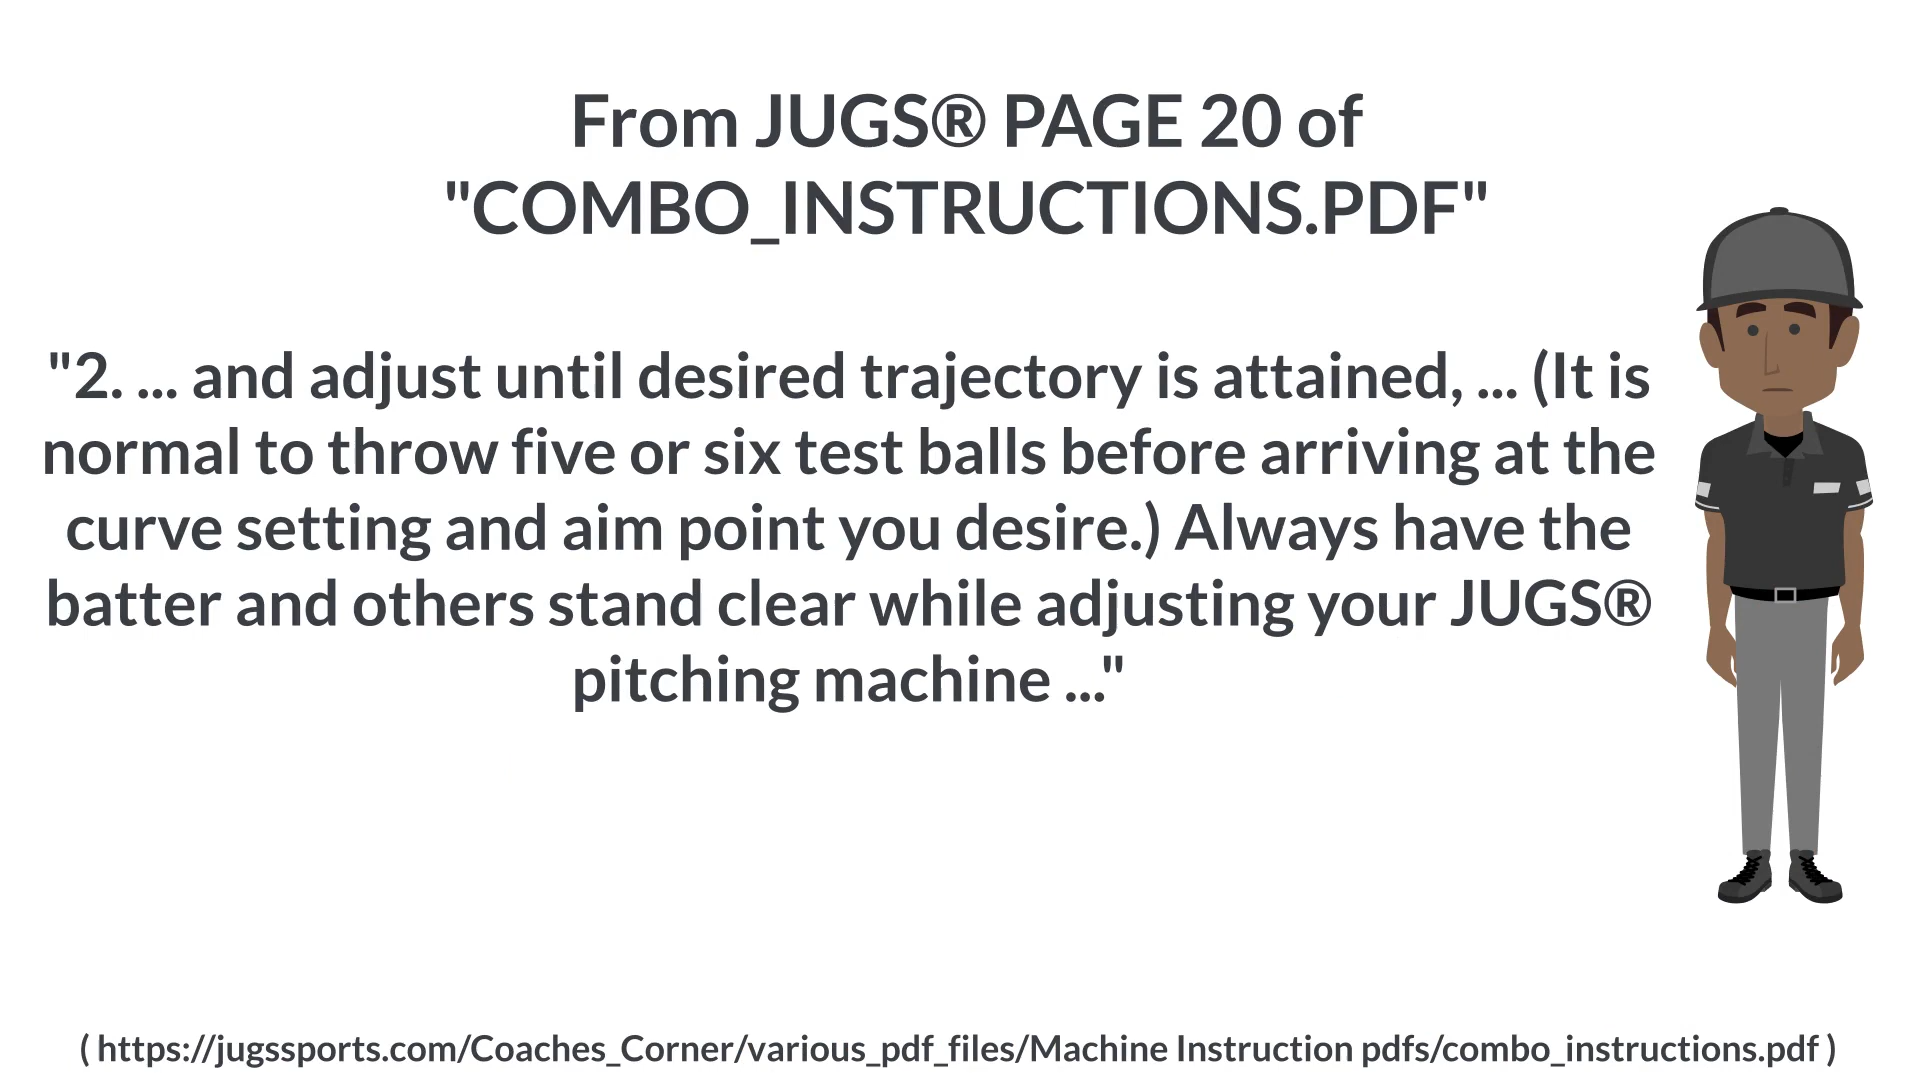 From JUGS® PAGE 20 of
"COMBO_INSTRUCTIONS.PDF"
"2. ... and adjust until desired trajectory is attained, ... (It is
normal to throw five or six test balls before arriving at the
curve setting and aim point you desire.) Always have the
batter and others stand clear while adjusting your JUGS®
pitching machine ..."
( https://jugssports.com/Coaches_Corner/various_pdf_files/Machine Instruction pdfs/combo_instructions.pdf )